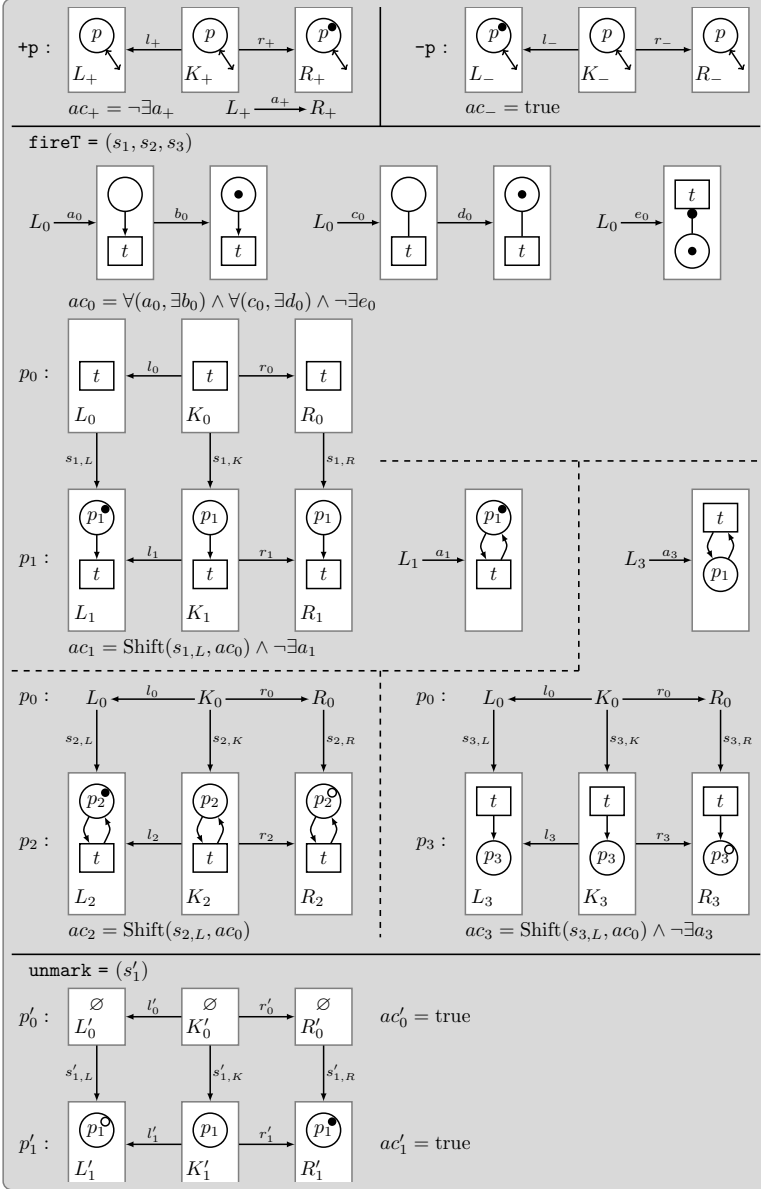 +p : p l₊ p r₊ p -p : p l₋ p r₋ p
L₊ K₊ R₊ L₋ K₋ R₋
ac₊ = ¬∃a₊ L₊ a₊ R₊ ac₋ = true
fireT = (s₁, s₂, s₃)
L₀ a₀ b₀ L₀ c₀ d₀ L₀ e₀ t
t t t t
ac₀ = ∀(a₀, ∃b₀) ∧ ∀(c₀, ∃d₀) ∧ ¬∃e₀
p₀ : t l₀ t r₀ t
L₀ K₀ R₀
s₁,L s₁,K s₁,R
p₁ p₁ p₁ p₁ t
p₁ : t l₁ t r₁ t L₁ a₁ t L₃ a₃ p₁
L₁ K₁ R₁
ac₁ = Shift(s₁,L, ac₀) ∧ ¬∃a₁
p₀ : L₀ l₀ K₀ r₀ R₀ p₀ : L₀ l₀ K₀ r₀ R₀
s₂,L s₂,K s₂,R s₃,L s₃,K s₃,R
p₂ p₂ p₂ t t t
p₂ : t l₂ t r₂ t p₃ : p₃ l₃ p₃ r₃ p₃
L₂ K₂ R₂ L₃ K₃ R₃
ac₂ = Shift(s₂,L, ac₀) ac₃ = Shift(s₃,L, ac₀) ∧ ¬∃a₃
unmark = (s′₁)
p′₀ : ∅ l′₀ ∅ r′₀ ∅ ac′₀ = true
L′₀ K′₀ R′₀
s′₁,L s′₁,K s′₁,R
p′₁ : p₁ l′₁ p₁ r′₁ p₁ ac′₁ = true
L′₁ K′₁ R′₁